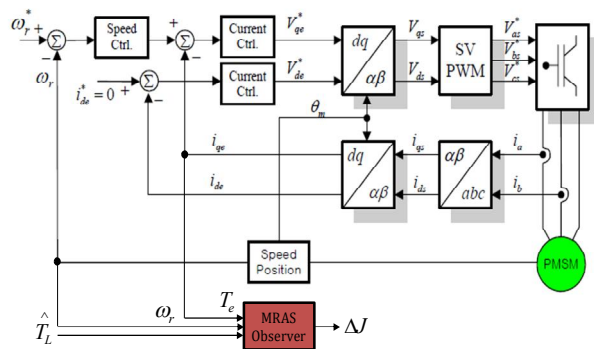 ω_r^* + Σ Speed Ctrl. + Σ Current Ctrl. V_qe^* dq αβ V_qs SV PWM V_as^* V_bs^* V_cs^*
− −
ω_r i_de^* = 0 + Σ − Current Ctrl. V_de^* V_ds
θ_m
i_qe dq αβ i_qs αβ abc i_a
i_de i_ds i_b
Speed Position
PMSM
T_e
ω_r MRAS Observer ΔJ
T̂_L